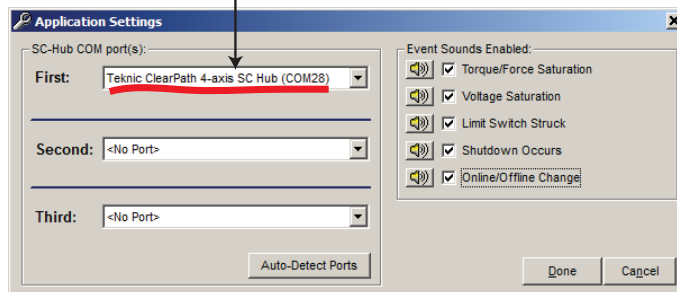 Application Settings
SC-Hub COM port(s):
First: Teknic ClearPath 4-axis SC Hub (COM28)
Second: <No Port>
Third: <No Port>
Auto-Detect Ports
Event Sounds Enabled:
Torque/Force Saturation
Voltage Saturation
Limit Switch Struck
Shutdown Occurs
Online/Offline Change
Done Cancel